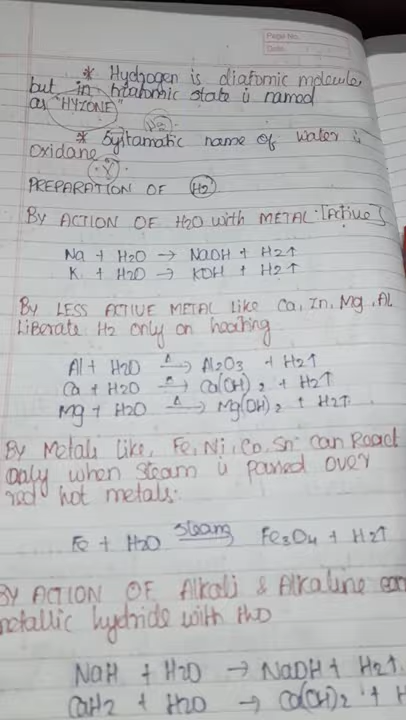 Page No.
Date
* Hydrogen is diatomic molecule,
but in triatomic state is named
as "HYZONE"
* Systamatic name of water is
Oxidane
PREPARATION OF (H2)
By ACTION OF H2O with METAL:[Active]
Na + H2O → NaOH + H2↑
K + H2O → KOH + H2↑
By LESS ACTIVE METAL like Ca, Zn, Mg, AL
Liberate H2 only on heating
Al + H2O Δ→ Al2O3 + H2↑
Ca + H2O Δ→ Ca(OH)2 + H2↑
Mg + H2O Δ→ Mg(OH)2 + H2↑
By Metals like, Fe, Ni, Co, Sn can React
only when steam is passed over
red hot metals.
Fe + H2O steam→ Fe3O4 + H2↑
BY ACTION OF Alkali & Alkaline
metallic hydride with H2O
NaH + H2O → NaOH + H2↑
CaH2 + H2O → Ca(OH)2 + H